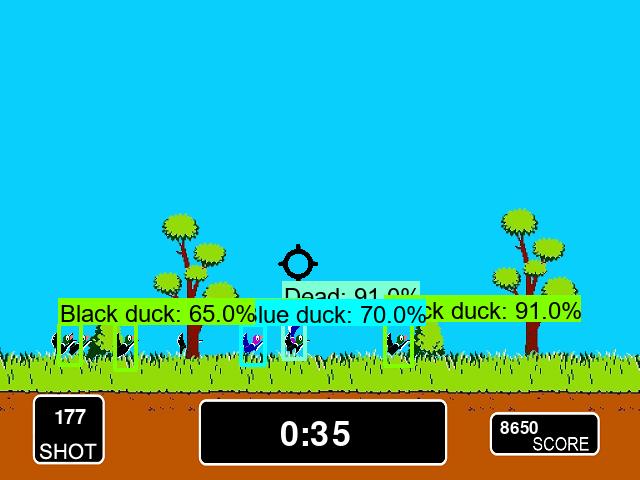 Dead: 91.0%
Black duck: 65.0%
lue duck: 70.0%
ck duck: 91.0%
177
SHOT
0:35
8650
SCORE